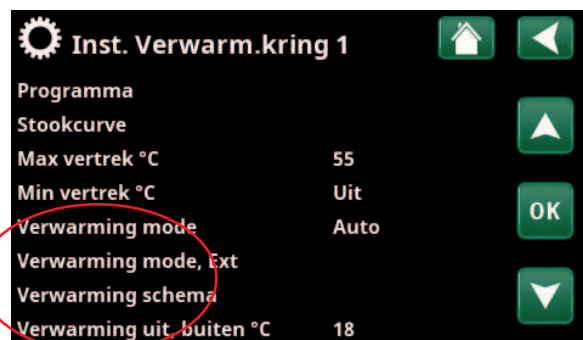 Inst. Verwarm.kring 1
Programma
Stookcurve
Max vertrek °C 55
Min vertrek °C Uit
Verwarming mode Auto
OK
Verwarming mode, Ext
Verwarming schema
Verwarming uit, buiten °C 18